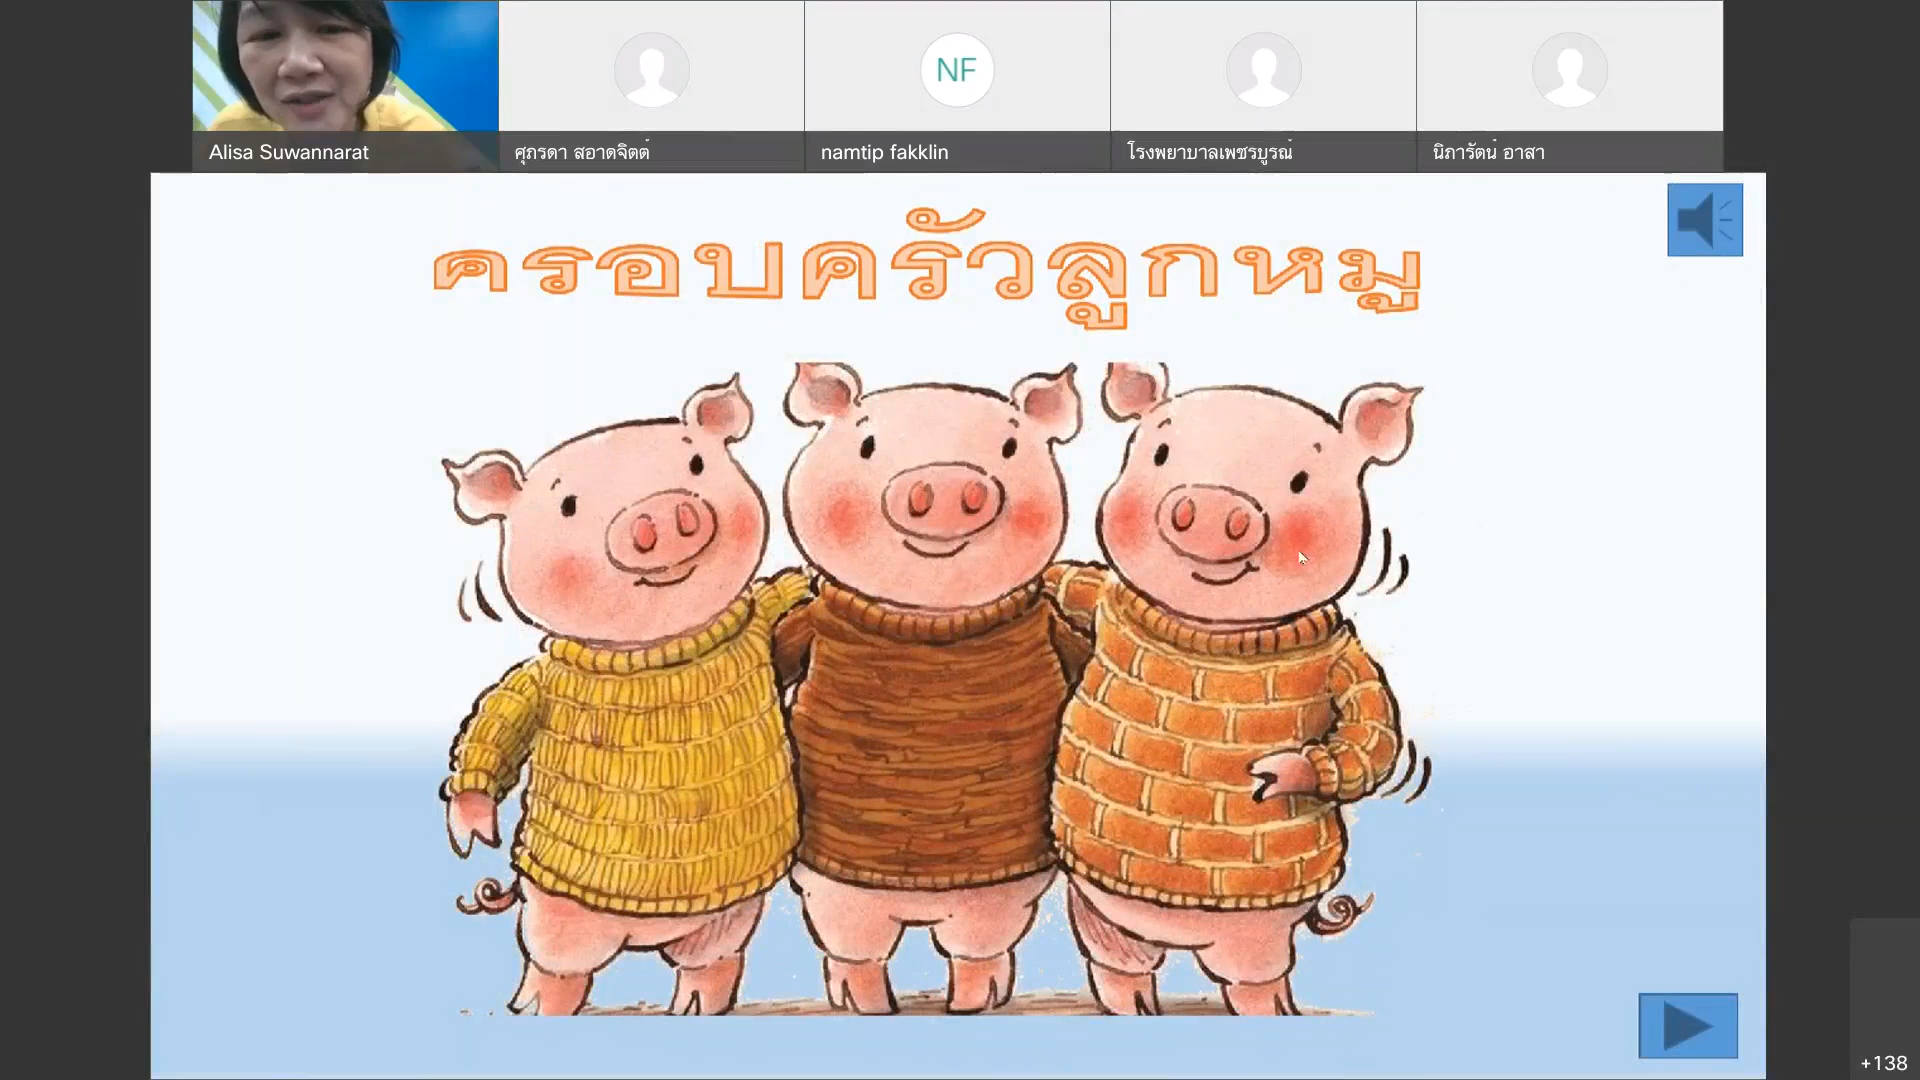 NF
Alisa Suwannarat
ศุภรดา สอาดจิตต์
namtip fakklin
โรงพยาบาลเพชรบูรณ์
นิภารัตน์ อาสา
ครอบครัวลูกหมู
+138